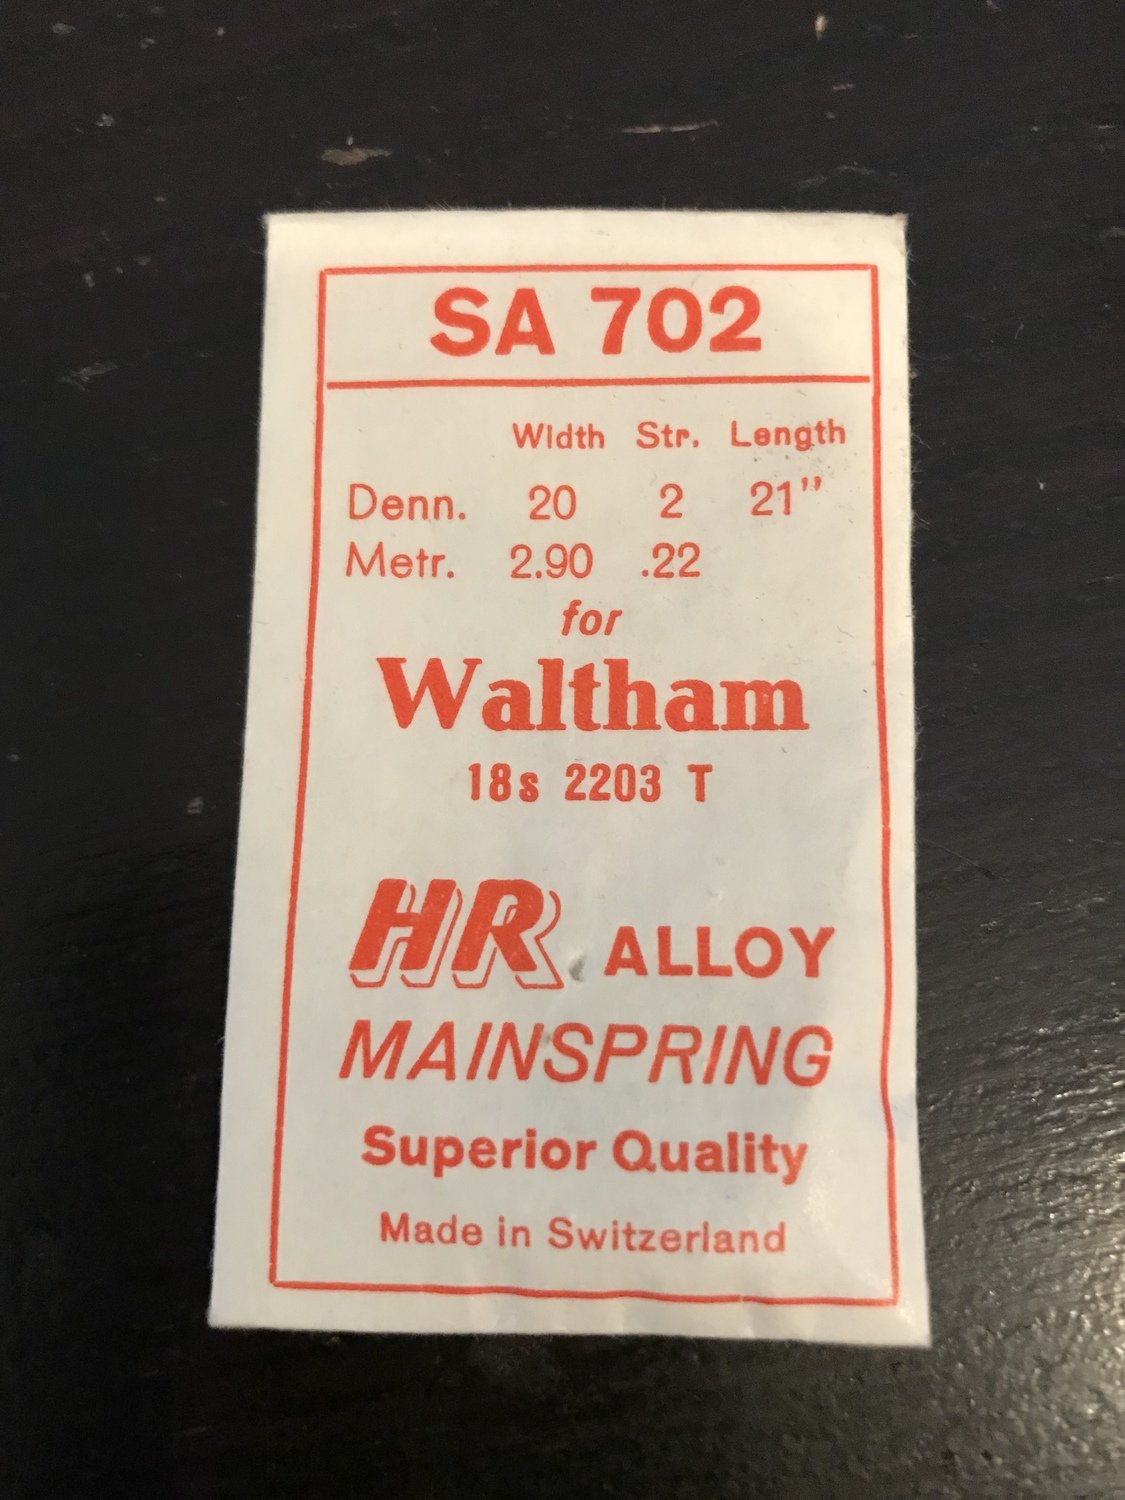 SA 702
Width Str. Length
Denn. 20 2 21"
Metr. 2.90 .22
for
Waltham
18s 2203 T
HR ALLOY
MAINSPRING
Superior Quality
Made in Switzerland